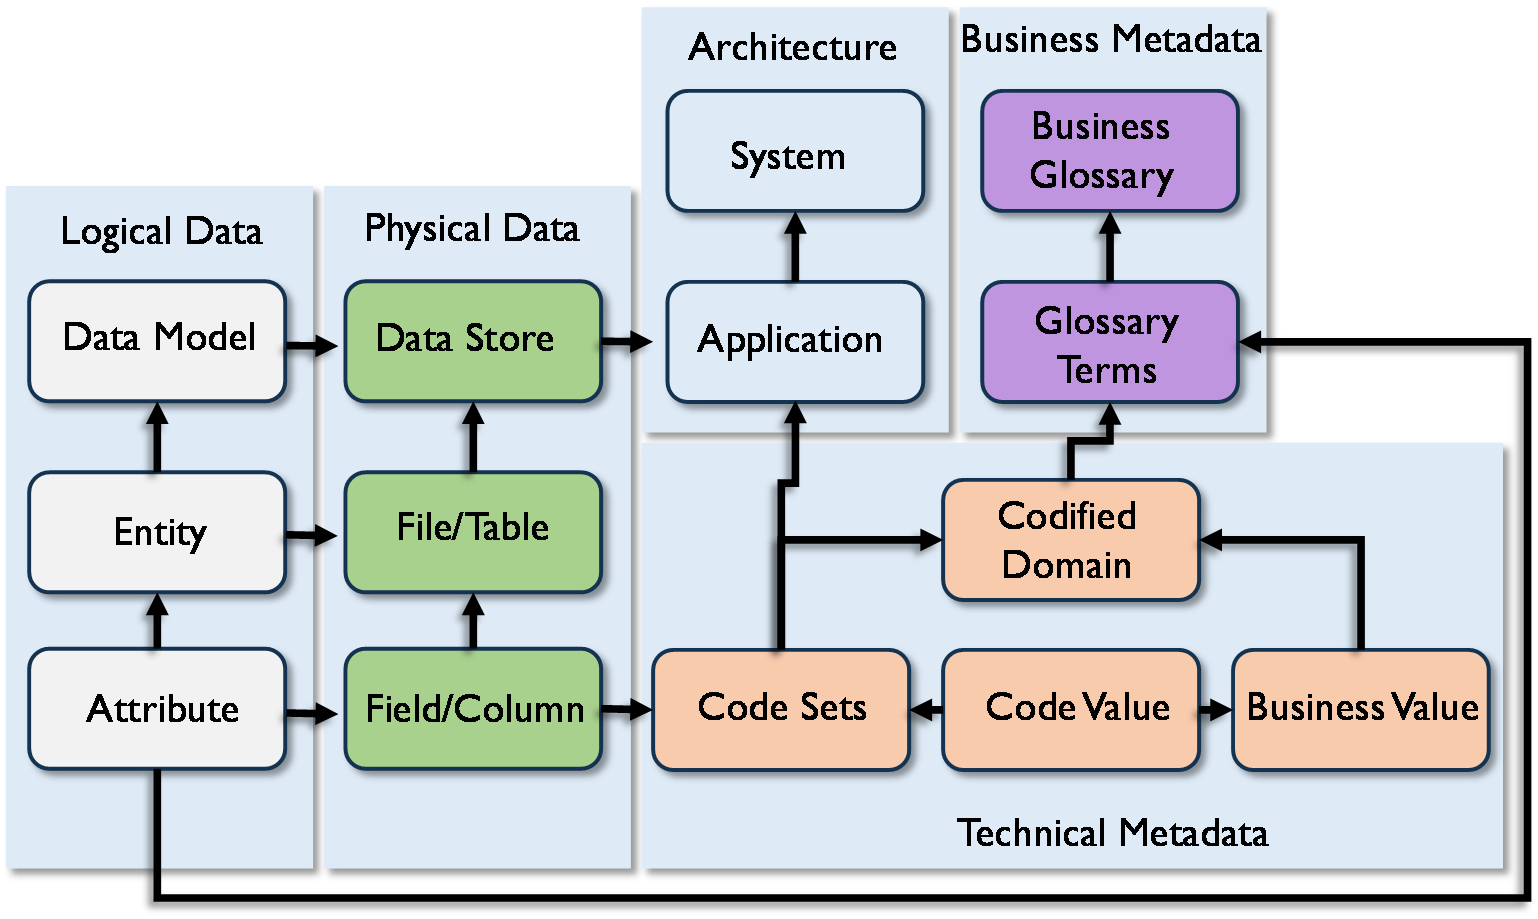 Architecture
Business Metadata
System
Business
Glossary
Logical Data
Physical Data
Data Model
Data Store
Application
Glossary
Terms
Entity
File/Table
Codified
Domain
Attribute
Field/Column
Code Sets
Code Value
Business Value
Technical Metadata